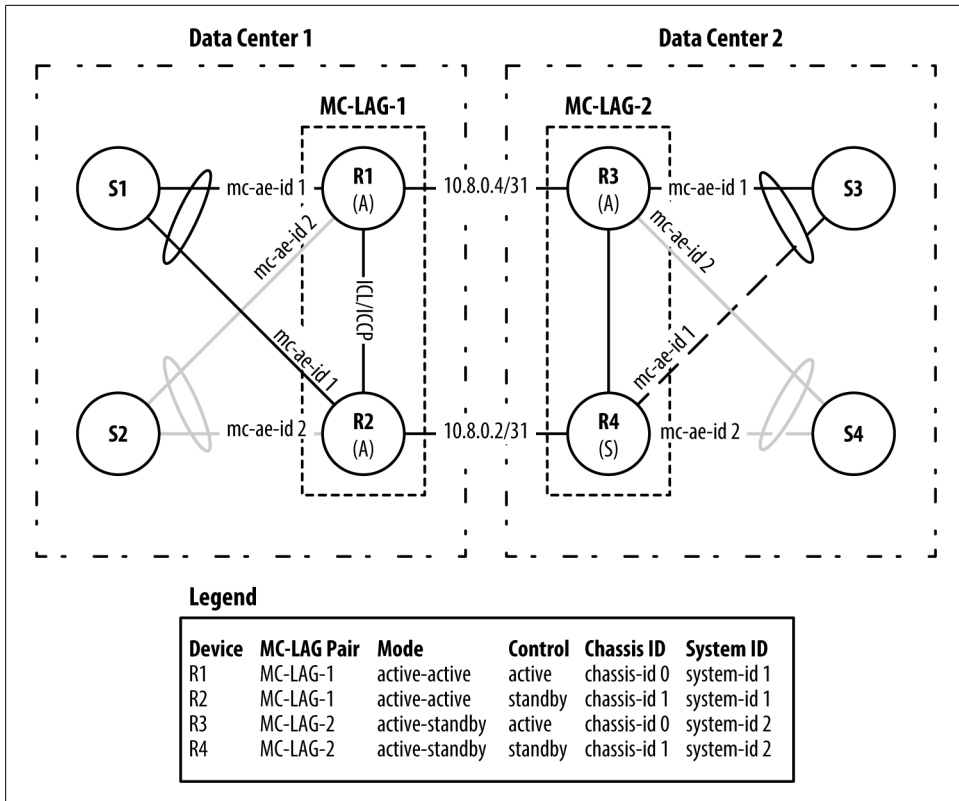 Data Center 1
Data Center 2
MC-LAG-1
MC-LAG-2
S1
mc-ae-id 1
R1
(A)
10.8.0.4/31
R3
(A)
mc-ae-id 1
S3
mc-ae-id 2
mc-ae-id 2
ICL/ICCP
mc-ae-id 1
mc-ae-id 1
S2
mc-ae-id 2
R2
(A)
10.8.0.2/31
R4
(S)
mc-ae-id 2
S4
Legend
Device MC-LAG Pair Mode Control Chassis ID System ID
R1 MC-LAG-1 active-active active chassis-id 0 system-id 1
R2 MC-LAG-1 active-active standby chassis-id 1 system-id 1
R3 MC-LAG-2 active-standby active chassis-id 0 system-id 2
R4 MC-LAG-2 active-standby standby chassis-id 1 system-id 2